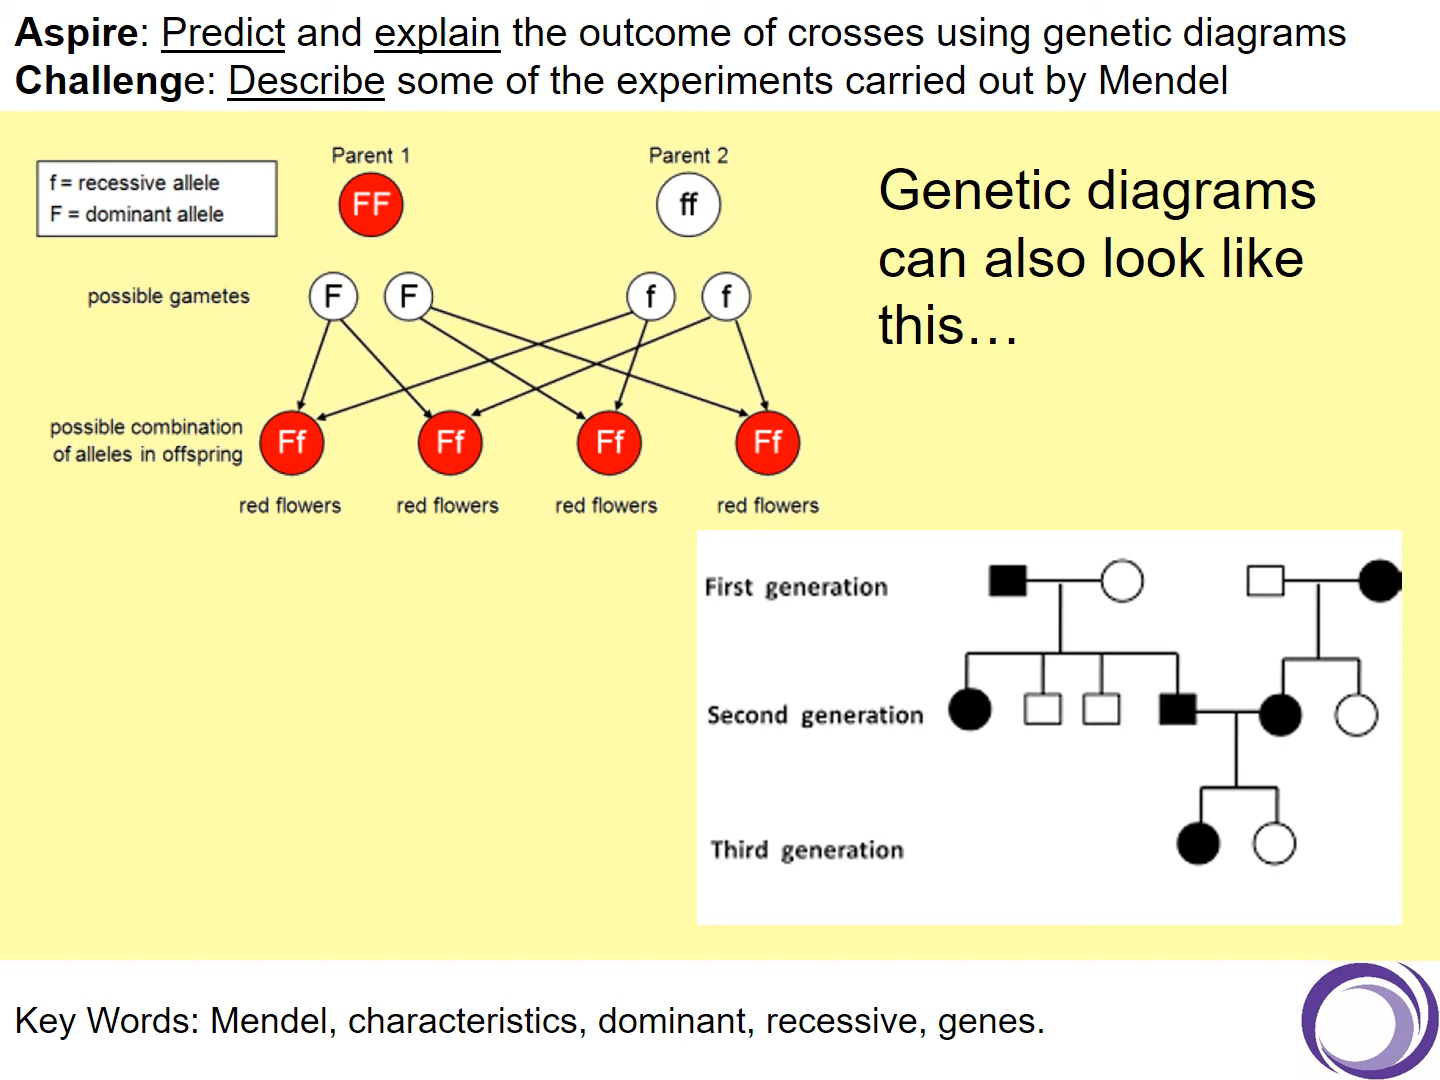 Aspire: Predict and explain the outcome of crosses using genetic diagrams
Challenge: Describe some of the experiments carried out by Mendel
f = recessive allele
F = dominant allele
Parent 1
Parent 2
FF
ff
possible gametes
F
F
f
f
possible combination
of alleles in offspring
Ff
Ff
Ff
Ff
red flowers
red flowers
red flowers
red flowers
Genetic diagrams
can also look like
this…
First generation
Second generation
Third generation
Key Words: Mendel, characteristics, dominant, recessive, genes.